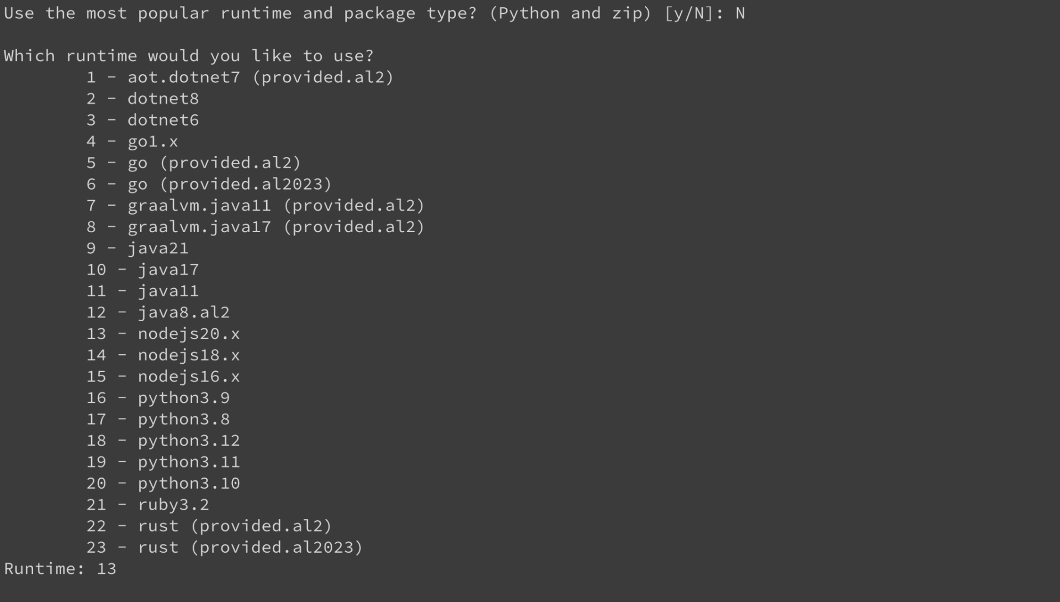 Use the most popular runtime and package type? (Python and zip) [y/N]: N
Which runtime would you like to use?
1 - aot.dotnet7 (provided.al2)
2 - dotnet8
3 - dotnet6
4 - go1.x
5 - go (provided.al2)
6 - go (provided.al2023)
7 - graalvm.java11 (provided.al2)
8 - graalvm.java17 (provided.al2)
9 - java21
10 - java17
11 - java11
12 - java8.al2
13 - nodejs20.x
14 - nodejs18.x
15 - nodejs16.x
16 - python3.9
17 - python3.8
18 - python3.12
19 - python3.11
20 - python3.10
21 - ruby3.2
22 - rust (provided.al2)
23 - rust (provided.al2023)
Runtime: 13